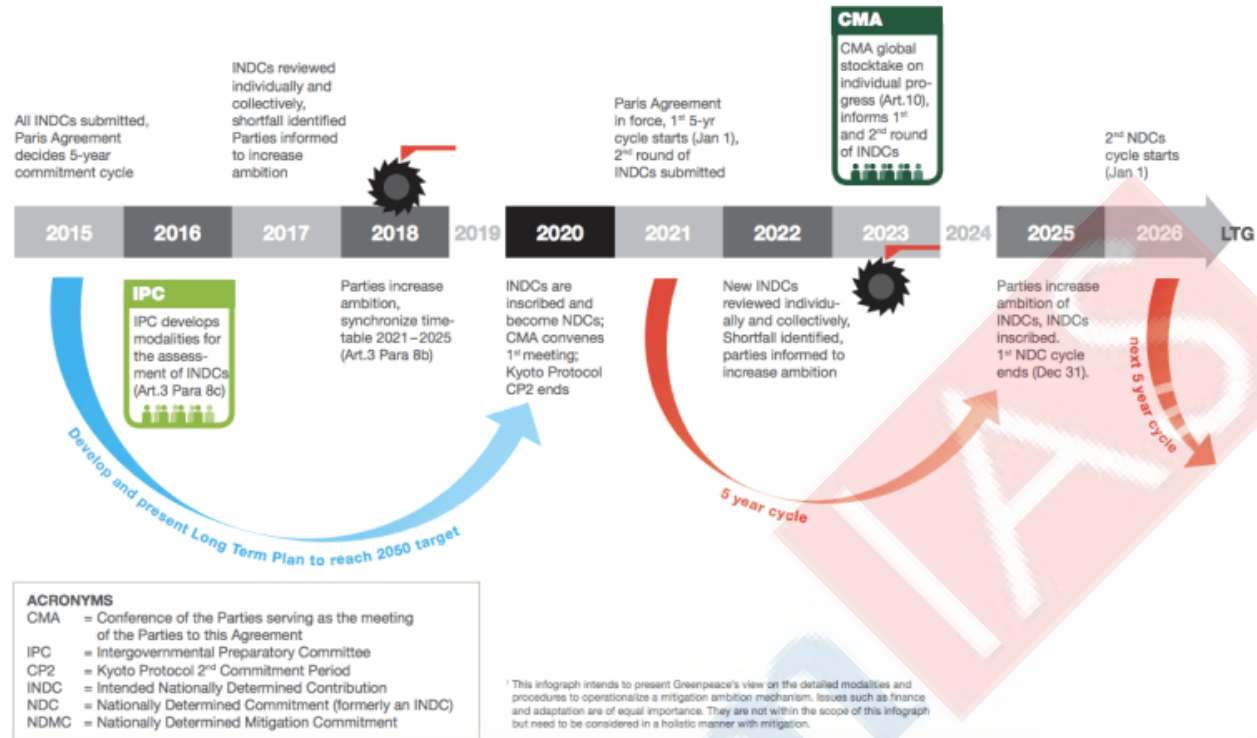 All INDCs submitted,
Paris Agreement
decides 5-year
commitment cycle
INDCs reviewed
individually and
collectively,
shortfall identified
Parties informed
to increase
ambition
Paris Agreement
in force, 1st 5-yr
cycle starts (Jan 1),
2nd round of
INDCs submitted
CMA
CMA global
stocktake on
individual pro-
gress (Art.10),
informs 1st
and 2nd round
of INDCs
2nd NDCs
cycle starts
(Jan 1)
2015 2016 2017 2018 2019 2020 2021 2022 2023 2024 2025 2026 LTG
IPC
IPC develops
modalities for
the assess-
ment of INDCs
(Art.3 Para 8c)
Parties increase
ambition,
synchronize time-
table 2021–2025
(Art.3 Para 8b)
INDCs are
inscribed and
become NDCs;
CMA convenes
1st meeting;
Kyoto Protocol
CP2 ends
New INDCs
reviewed individu-
ally and collectively,
Shortfall identified,
parties informed to
increase ambition
Parties increase
ambition of
INDCs, INDCs
inscribed.
1st NDC cycle
ends (Dec 31).
Develop and present Long Term Plan to reach 2050 target
5 year cycle
next 5 year cycle
ACRONYMS
CMA = Conference of the Parties serving as the meeting
of the Parties to this Agreement
IPC = Intergovernmental Preparatory Committee
CP2 = Kyoto Protocol 2nd Commitment Period
INDC = Intended Nationally Determined Contribution
NDC = Nationally Determined Commitment (formerly an INDC)
NDMC = Nationally Determined Mitigation Commitment
1 This infograph intends to present Greenpeace's view on the detailed modalities and
procedures to operationalize a mitigation ambition mechanism. Issues such as finance
and adaptation are of equal importance. They are not within the scope of this infograph
but need to be considered in a holistic manner with mitigation.
IAS